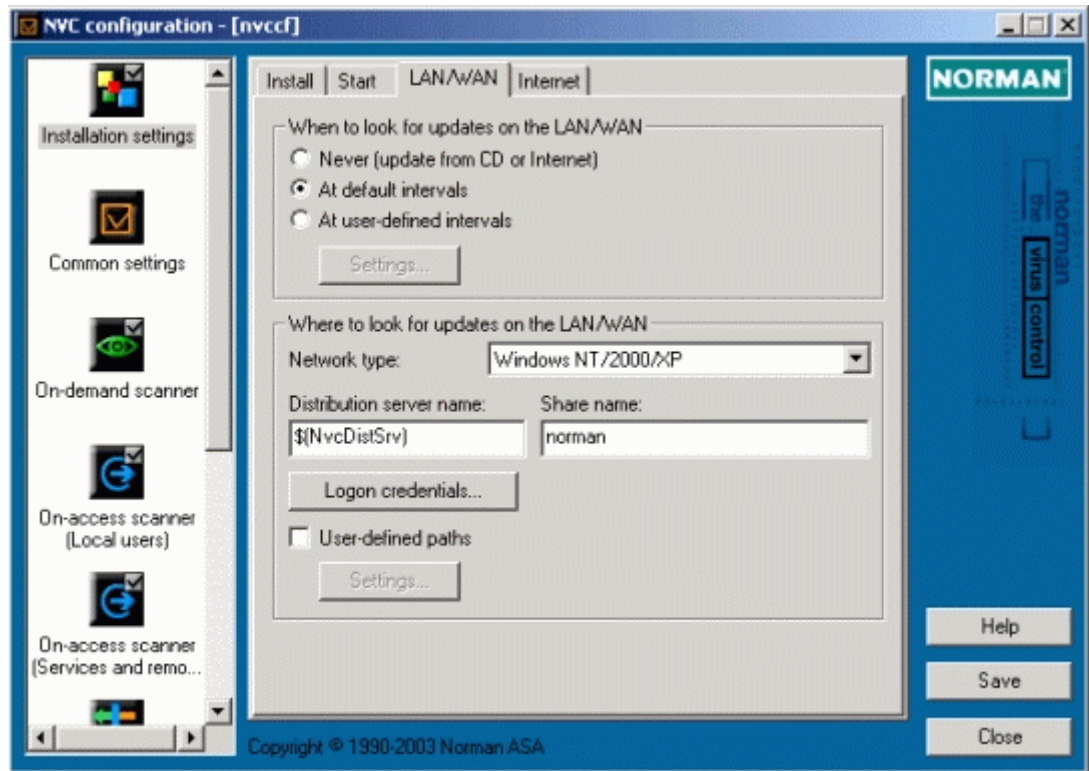 NVC configuration - [nvccf]
Installation settings
Common settings
On-demand scanner
On-access scanner
(Local users)
On-access scanner
(Services and remo...
Install
Start
LAN/WAN
Internet
When to look for updates on the LAN/WAN
Never (update from CD or Internet)
At default intervals
At user-defined intervals
Settings...
Where to look for updates on the LAN/WAN
Network type:
Windows NT/2000/XP
Distribution server name:
Share name:
$(NvcDistSrv)
norman
Logon credentials...
User-defined paths
Settings...
NORMAN
norman
the virus control
Help
Save
Close
Copyright © 1990-2003 Norman ASA